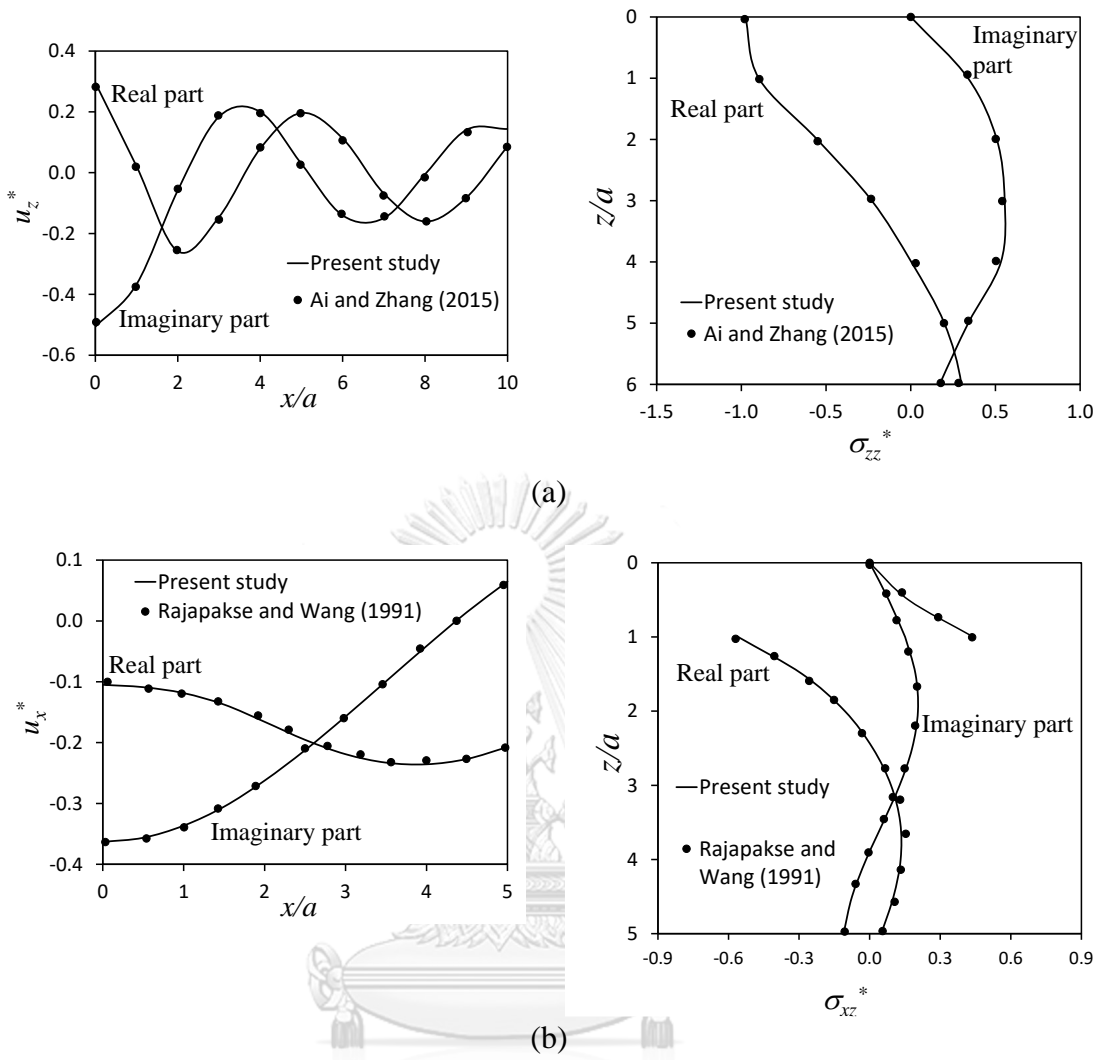 0.4
0.2
0.0
-0.2
-0.4
-0.6
u_z^*
Real part
Imaginary part
Present study
Ai and Zhang (2015)
0 2 4 6 8 10
x/a
0
1
2
3
4
5
6
z/a
Imaginary
part
Real part
Present study
Ai and Zhang (2015)
-1.5 -1.0 -0.5 0.0 0.5 1.0
σ_zz^*
(a)
0.1
0.0
-0.1
-0.2
-0.3
-0.4
u_x^*
Present study
Rajapakse and Wang (1991)
Real part
Imaginary part
0 1 2 3 4 5
x/a
0
1
2
3
4
5
z/a
Real part
Imaginary part
Present study
Rajapakse and
Wang (1991)
-0.9 -0.6 -0.3 0.0 0.3 0.6 0.9
σ_xz^*
(b)